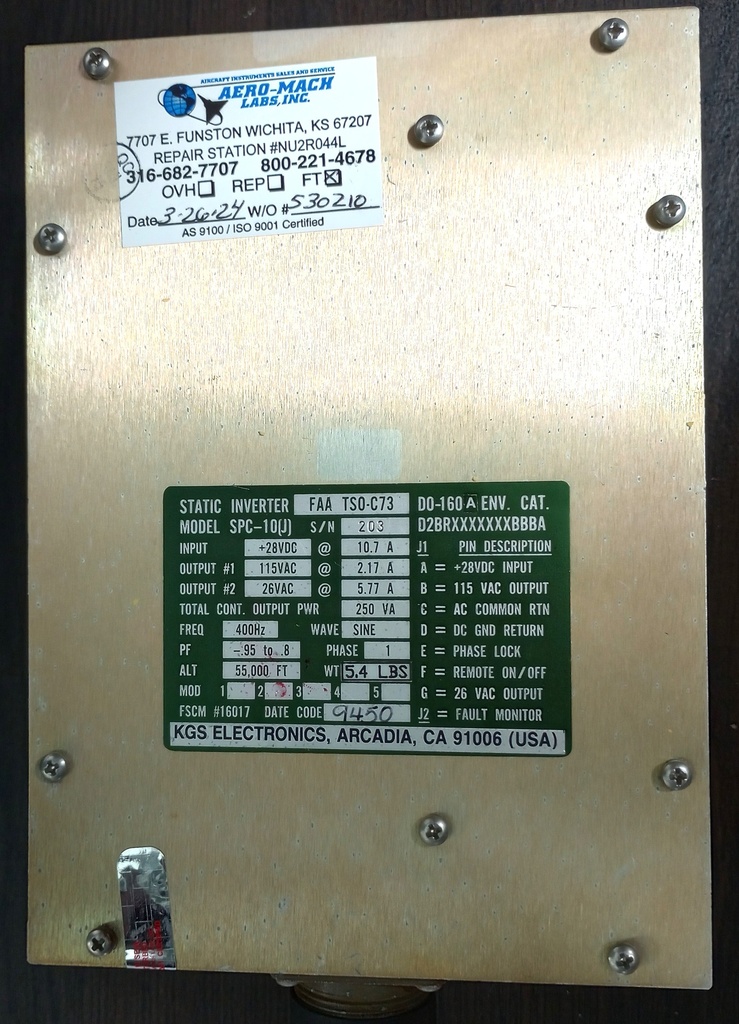 AIRCRAFT INSTRUMENTS SALES AND SERVICE
AERO-MACH
LABS, INC.
7707 E. FUNSTON WICHITA, KS 67207
REPAIR STATION #NU2R044L
316-682-7707 800-221-4678
OVH REP FT
Date 3-26-24 W/O # 530210
AS 9100 / ISO 9001 Certified
STATIC INVERTER FAA TSO-C73 DO-160 A ENV. CAT.
MODEL SPC-10(J) S/N 203 D2BRXXXXXXXBBBA
INPUT +28VDC @ 10.7 A J1 PIN DESCRIPTION
OUTPUT #1 115VAC @ 2.17 A A = +28VDC INPUT
OUTPUT #2 26VAC @ 5.77 A B = 115 VAC OUTPUT
TOTAL CONT. OUTPUT PWR 250 VA C = AC COMMON RTN
FREQ 400Hz WAVE SINE D = DC GND RETURN
PF -.95 to .8 PHASE 1 E = PHASE LOCK
ALT 55,000 FT WT 5.4 LBS F = REMOTE ON/OFF
MOD 1 2 3 4 5 G = 26 VAC OUTPUT
FSCM #16017 DATE CODE 9450 J2 = FAULT MONITOR
KGS ELECTRONICS, ARCADIA, CA 91006 (USA)